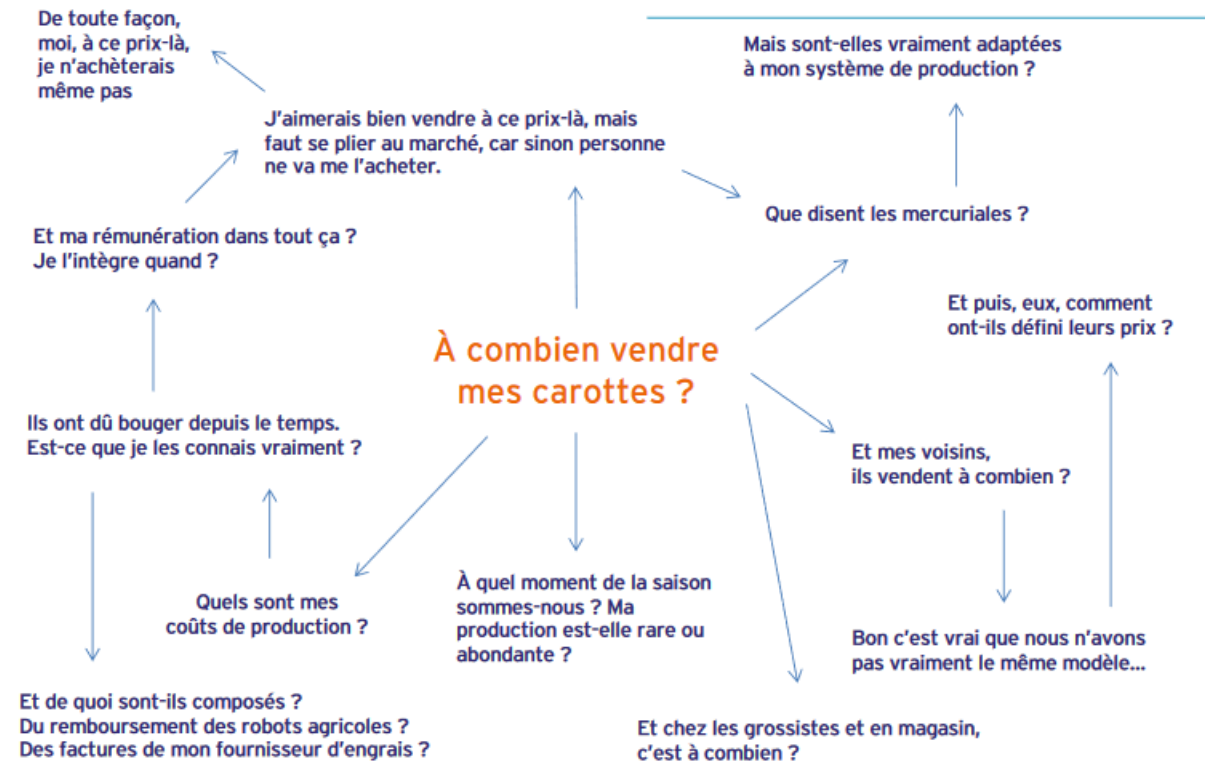 De toute façon,
moi, à ce prix-là,
je n'achèterais
même pas
Mais sont-elles vraiment adaptées
à mon système de production ?
J'aimerais bien vendre à ce prix-là, mais
faut se plier au marché, car sinon personne
ne va me l'acheter.
Que disent les mercuriales ?
Et ma rémunération dans tout ça ?
Je l'intègre quand ?
Et puis, eux, comment
ont-ils défini leurs prix ?
À combien vendre
mes carottes ?
Ils ont dû bouger depuis le temps.
Est-ce que je les connais vraiment ?
Et mes voisins,
ils vendent à combien ?
Quels sont mes
coûts de production ?
À quel moment de la saison
sommes-nous ? Ma
production est-elle rare ou
abondante ?
Bon c'est vrai que nous n'avons
pas vraiment le même modèle...
Et de quoi sont-ils composés ?
Du remboursement des robots agricoles ?
Des factures de mon fournisseur d'engrais ?
Et chez les grossistes et en magasin,
c'est à combien ?